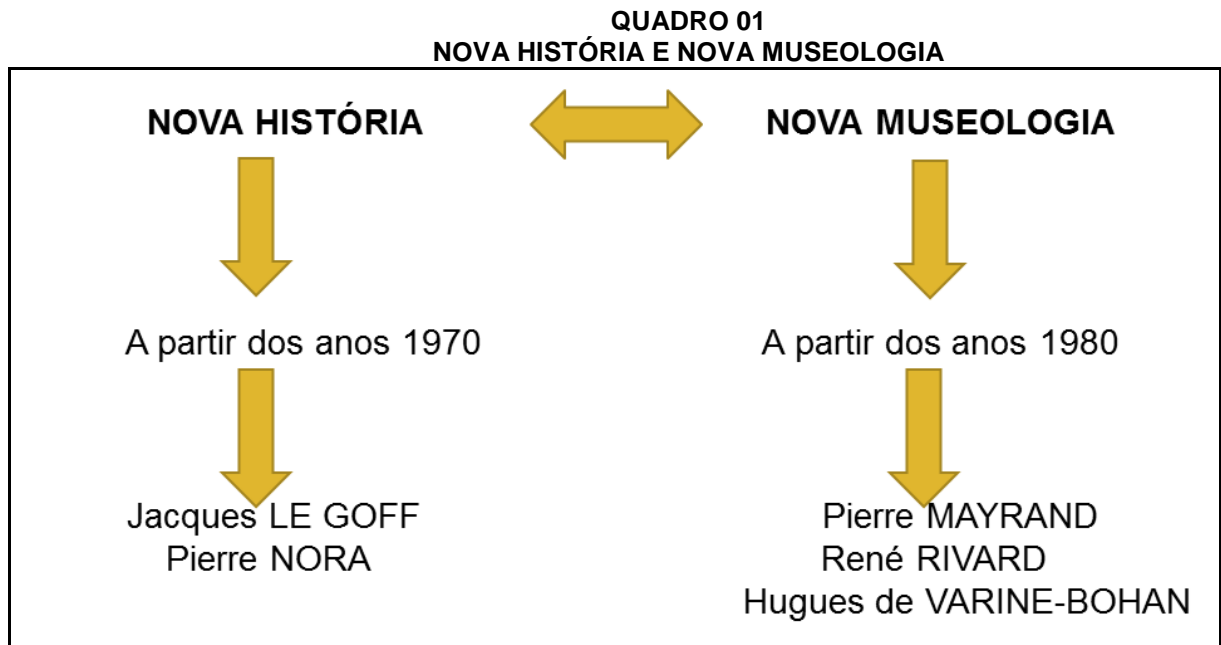 QUADRO 01
NOVA HISTÓRIA E NOVA MUSEOLOGIA
NOVA HISTÓRIA
NOVA MUSEOLOGIA
A partir dos anos 1970
A partir dos anos 1980
Jacques LE GOFF
Pierre NORA
Pierre MAYRAND
René RIVARD
Hugues de VARINE-BOHAN